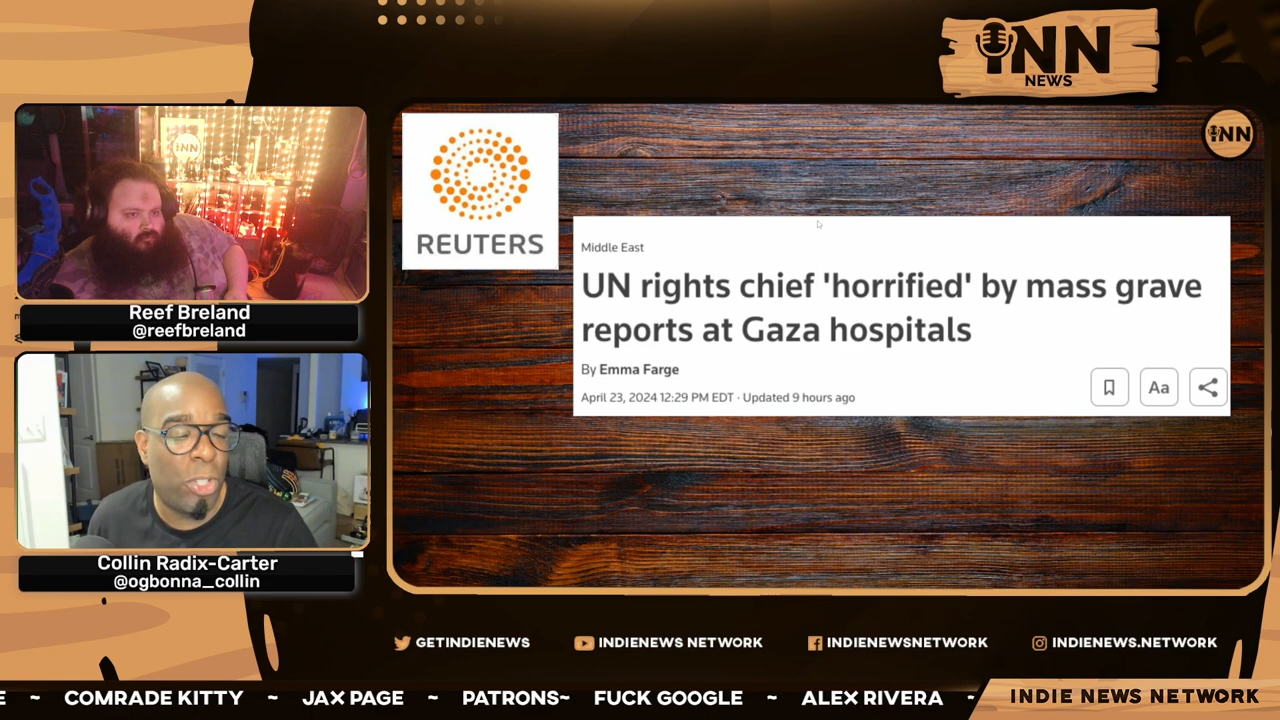 INN
NEWS
INN
REUTERS
Middle East
UN rights chief 'horrified' by mass grave
reports at Gaza hospitals
By Emma Farge
April 23, 2024 12:29 PM EDT · Updated 9 hours ago
Aa
INN
Reef Breland
@reefbreland
Collin Radix-Carter
@ogbonna_collin
GETINDIENEWS
INDIENEWS NETWORK
INDIENEWSNETWORK
INDIENEWS.NETWORK
E ~ COMRADE KITTY ~ JAX PAGE ~ PATRONS~ FUCK GOOGLE ~ ALEX RIVERA ~
INDIE NEWS NETWORK